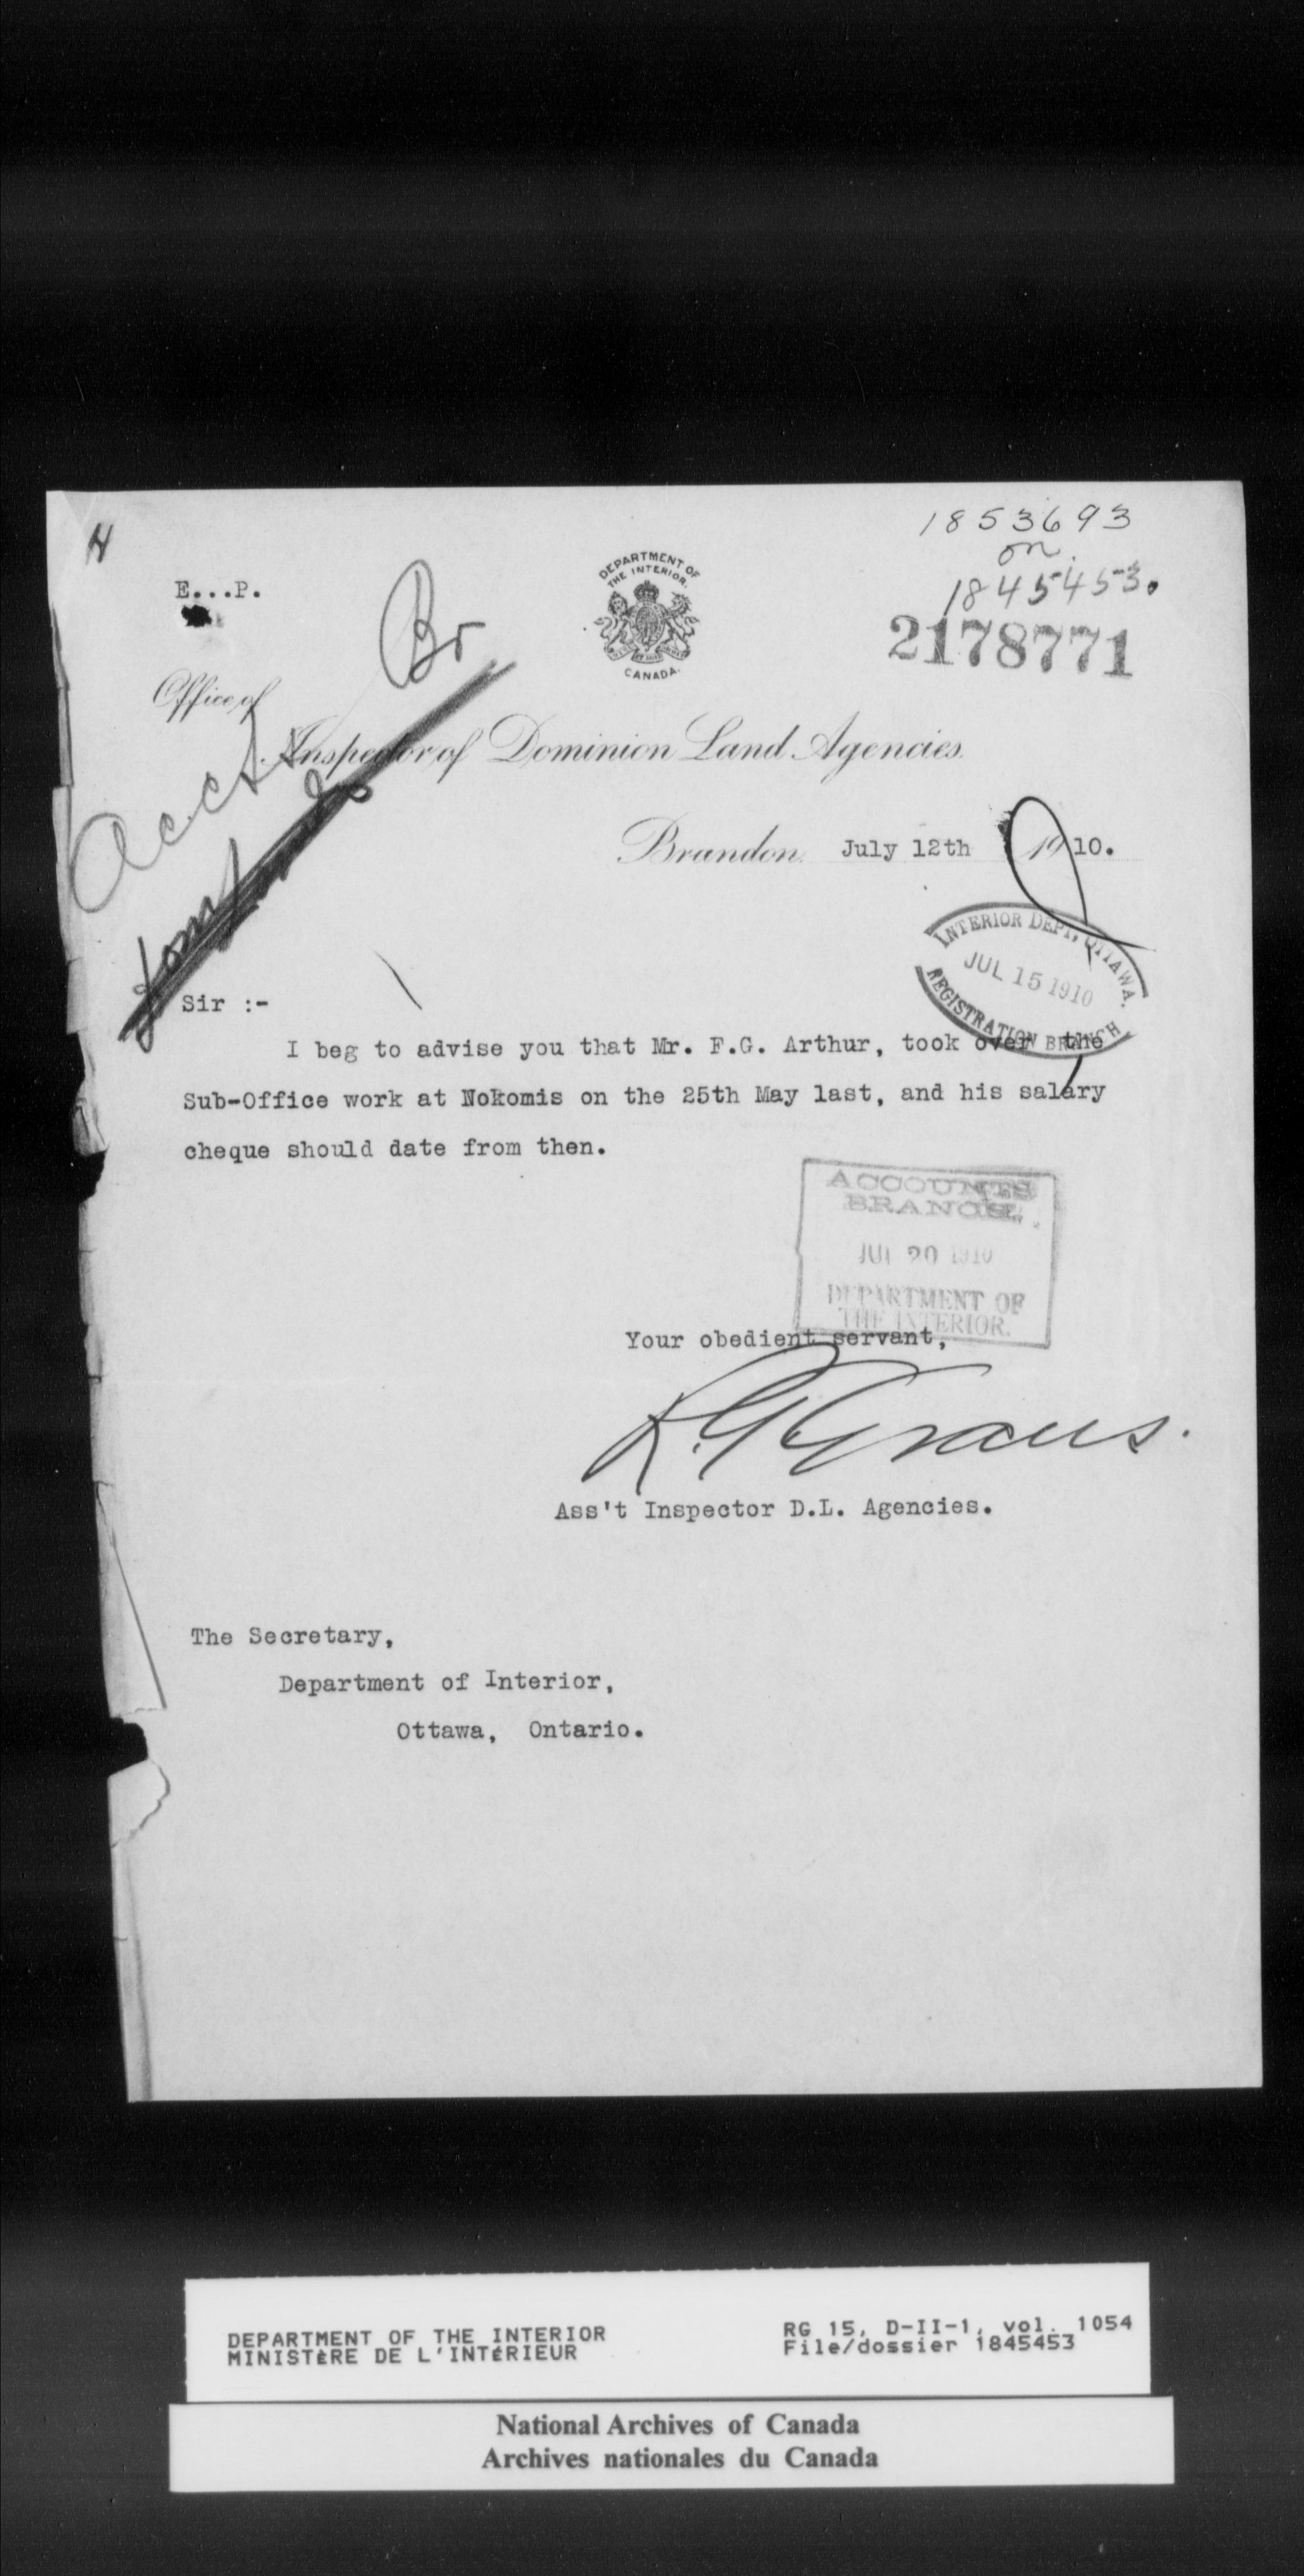 1853693
on
1845453.
2178771
E...P.
Br
DEPARTMENT OF
THE INTERIOR.
CANADA.
Office of
Inspector of Dominion Land Agencies.
Acct
Brandon. July 12th 1910.
INTERIOR DEPT, OTTAWA.
JUL 15 1910
REGISTRATION BRANCH
Sir :-
I beg to advise you that Mr. F.G. Arthur, took over the
Sub-Office work at Nokomis on the 25th May last, and his salary
cheque should date from then.
ACCOUNTS
BRANCH
JUL 20 1910
DEPARTMENT OF
THE INTERIOR.
Your obedient servant,
Ass't Inspector D.L. Agencies.
The Secretary,
Department of Interior,
Ottawa, Ontario.
DEPARTMENT OF THE INTERIOR
MINISTÈRE DE L'INTÉRIEUR
RG 15, D-II-1, vol. 1054
File/dossier 1845453
National Archives of Canada
Archives nationales du Canada